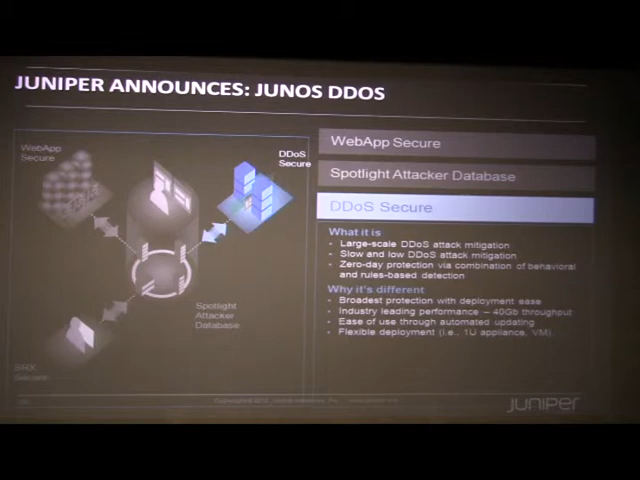 JUNIPER ANNOUNCES: JUNOS DDOS
WebApp
Secure
DDoS
Secure
Spotlight
Attacker
Database
SRX
Secure
WebApp Secure
Spotlight Attacker Database
DDoS Secure
What it is
- Large-scale DDoS attack mitigation
- Slow and low DDoS attack mitigation
- Zero-day protection via combination of behavioral
and rules-based detection
Why it's different
- Broadest protection with deployment ease
- Industry leading performance – 40Gb throughput
- Ease of use through automated updating
- Flexible deployment (i.e., 1U appliance, VM)
JUNIPER